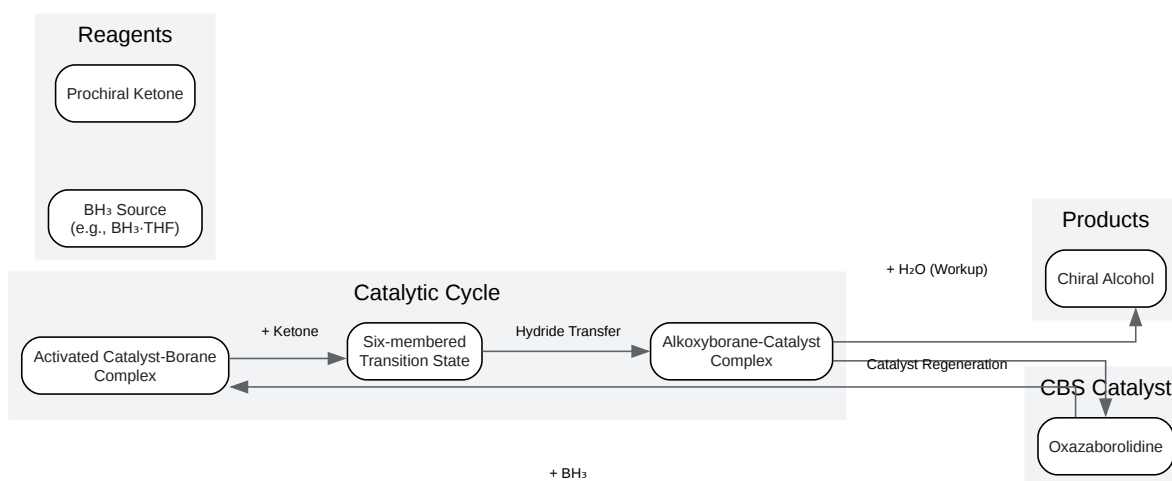 Reagents
Prochiral Ketone
BH₃ Source
(e.g., BH₃·THF)
Products
+ H₂O (Workup)
Chiral Alcohol
Catalytic Cycle
+ Ketone
Hydride Transfer
Activated Catalyst-Borane
Complex
Six-membered
Transition State
Alkoxyborane-Catalyst
Complex
Catalyst Regeneration
CBS Catalyst
Oxazaborolidine
+ BH₃